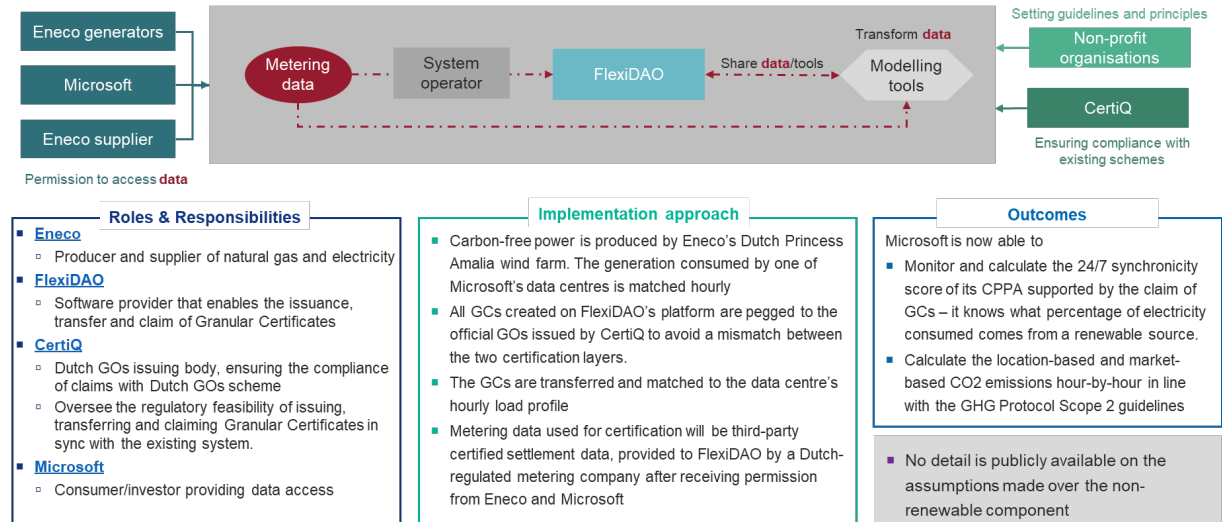 Eneco generators
Microsoft
Eneco supplier
Permission to access data
Metering
data
System
operator
FlexiDAO
Share data/tools
Transform data
Modelling
tools
Setting guidelines and principles
Non-profit
organisations
CertiQ
Ensuring compliance with
existing schemes
Roles & Responsibilities
▪ Eneco
▫ Producer and supplier of natural gas and electricity
▪ FlexiDAO
▫ Software provider that enables the issuance,
transfer and claim of Granular Certificates
▪ CertiQ
▫ Dutch GOs issuing body, ensuring the compliance
of claims with Dutch GOs scheme
▫ Oversee the regulatory feasibility of issuing,
transferring and claiming Granular Certificates in
sync with the existing system.
▪ Microsoft
▫ Consumer/investor providing data access
Implementation approach
▪ Carbon-free power is produced by Eneco's Dutch Princess
Amalia wind farm. The generation consumed by one of
Microsoft's data centres is matched hourly
▪ All GCs created on FlexiDAO's platform are pegged to the
official GOs issued by CertiQ to avoid a mismatch between
the two certification layers.
▪ The GCs are transferred and matched to the data centre's
hourly load profile
▪ Metering data used for certification will be third-party
certified settlement data, provided to FlexiDAO by a Dutch-
regulated metering company after receiving permission
from Eneco and Microsoft
Outcomes
Microsoft is now able to
▪ Monitor and calculate the 24/7 synchronicity
score of its CPPA supported by the claim of
GCs – it knows what percentage of electricity
consumed comes from a renewable source.
▪ Calculate the location-based and market-
based CO2 emissions hour-by-hour in line
with the GHG Protocol Scope 2 guidelines
▪ No detail is publicly available on the
assumptions made over the non-
renewable component